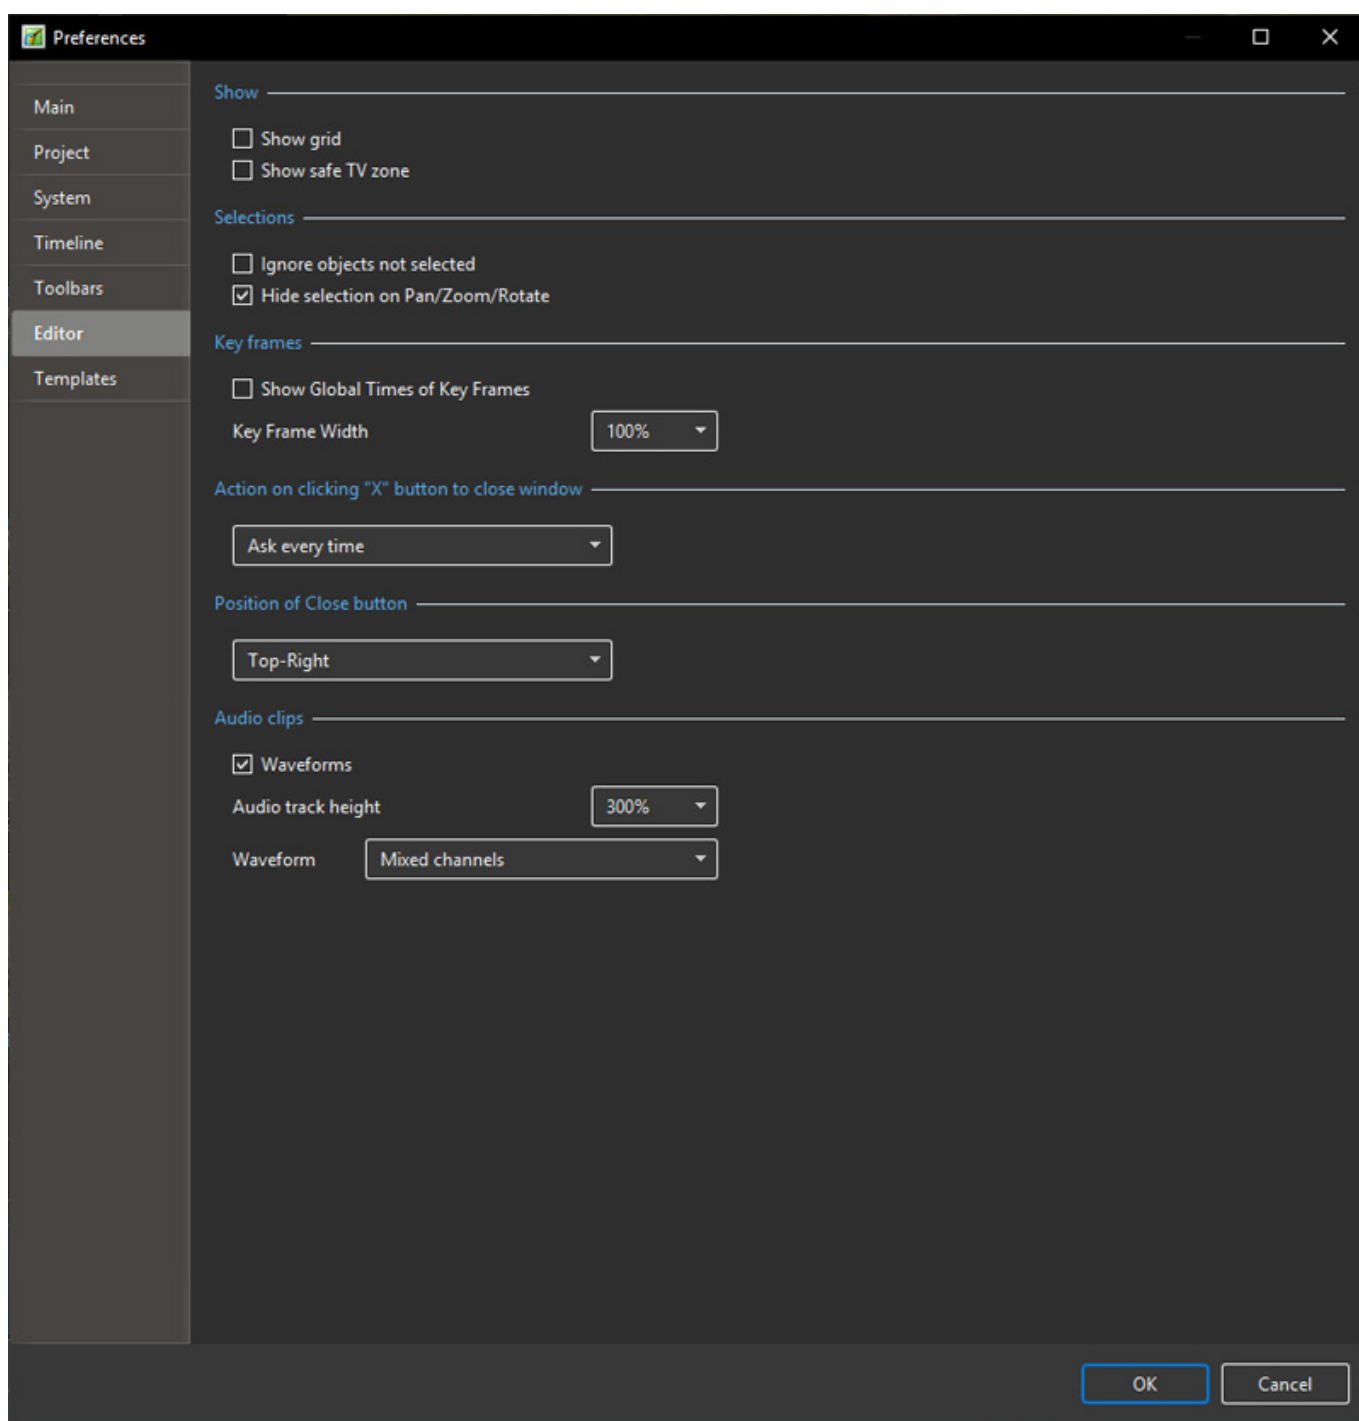 Preferences
Main
Project
System
Timeline
Toolbars
Editor
Templates
Show
Show grid
Show safe TV zone
Selections
Ignore objects not selected
Hide selection on Pan/Zoom/Rotate
Key frames
Show Global Times of Key Frames
Key Frame Width 100%
Action on clicking "X" button to close window
Ask every time
Position of Close button
Top-Right
Audio clips
Waveforms
Audio track height 300%
Waveform Mixed channels
OK Cancel